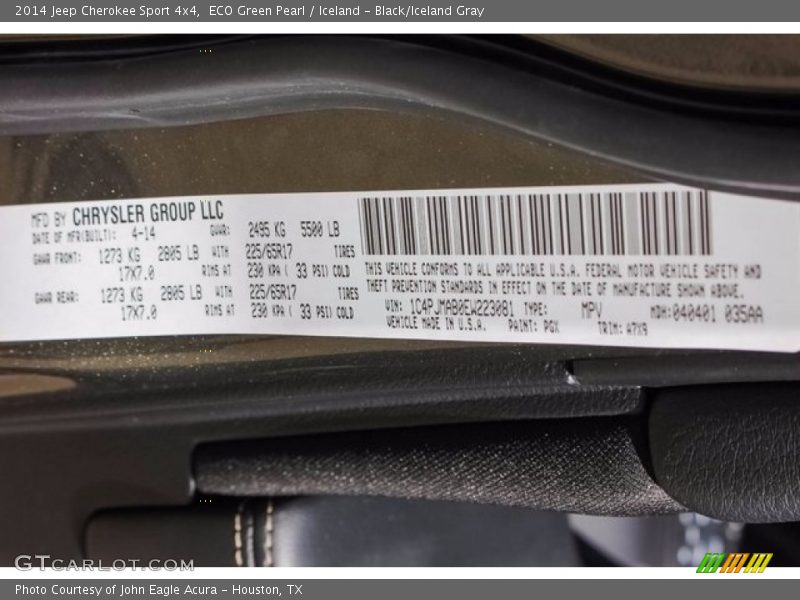 2014 Jeep Cherokee Sport 4x4,  ECO Green Pearl / Iceland - Black/Iceland Gray
MFD BY CHRYSLER GROUP LLC
DATE OF MFR(BUILT): 4-14 GVWR: 2495 KG 5500 LB
GAWR FRONT: 1273 KG 2805 LB WITH 225/65R17 TIRES
17X7.0 RIMS AT 230 KPA ( 33 PSI) COLD
GAWR REAR: 1273 KG 2805 LB WITH 225/65R17 TIRES
17X7.0 RIMS AT 230 KPA ( 33 PSI) COLD
THIS VEHICLE CONFORMS TO ALL APPLICABLE U.S.A. FEDERAL MOTOR VEHICLE SAFETY AND
THEFT PREVENTION STANDARDS IN EFFECT ON THE DATE OF MANUFACTURE SHOWN ABOVE.
VIN: 1C4PJMAB0EW223081 TYPE: MPV MDH: 040401 035AA
VEHICLE MADE IN U.S.A. PAINT: PGX TRIM: A7X9
GTCARLOT.COM
Photo Courtesy of John Eagle Acura - Houston, TX